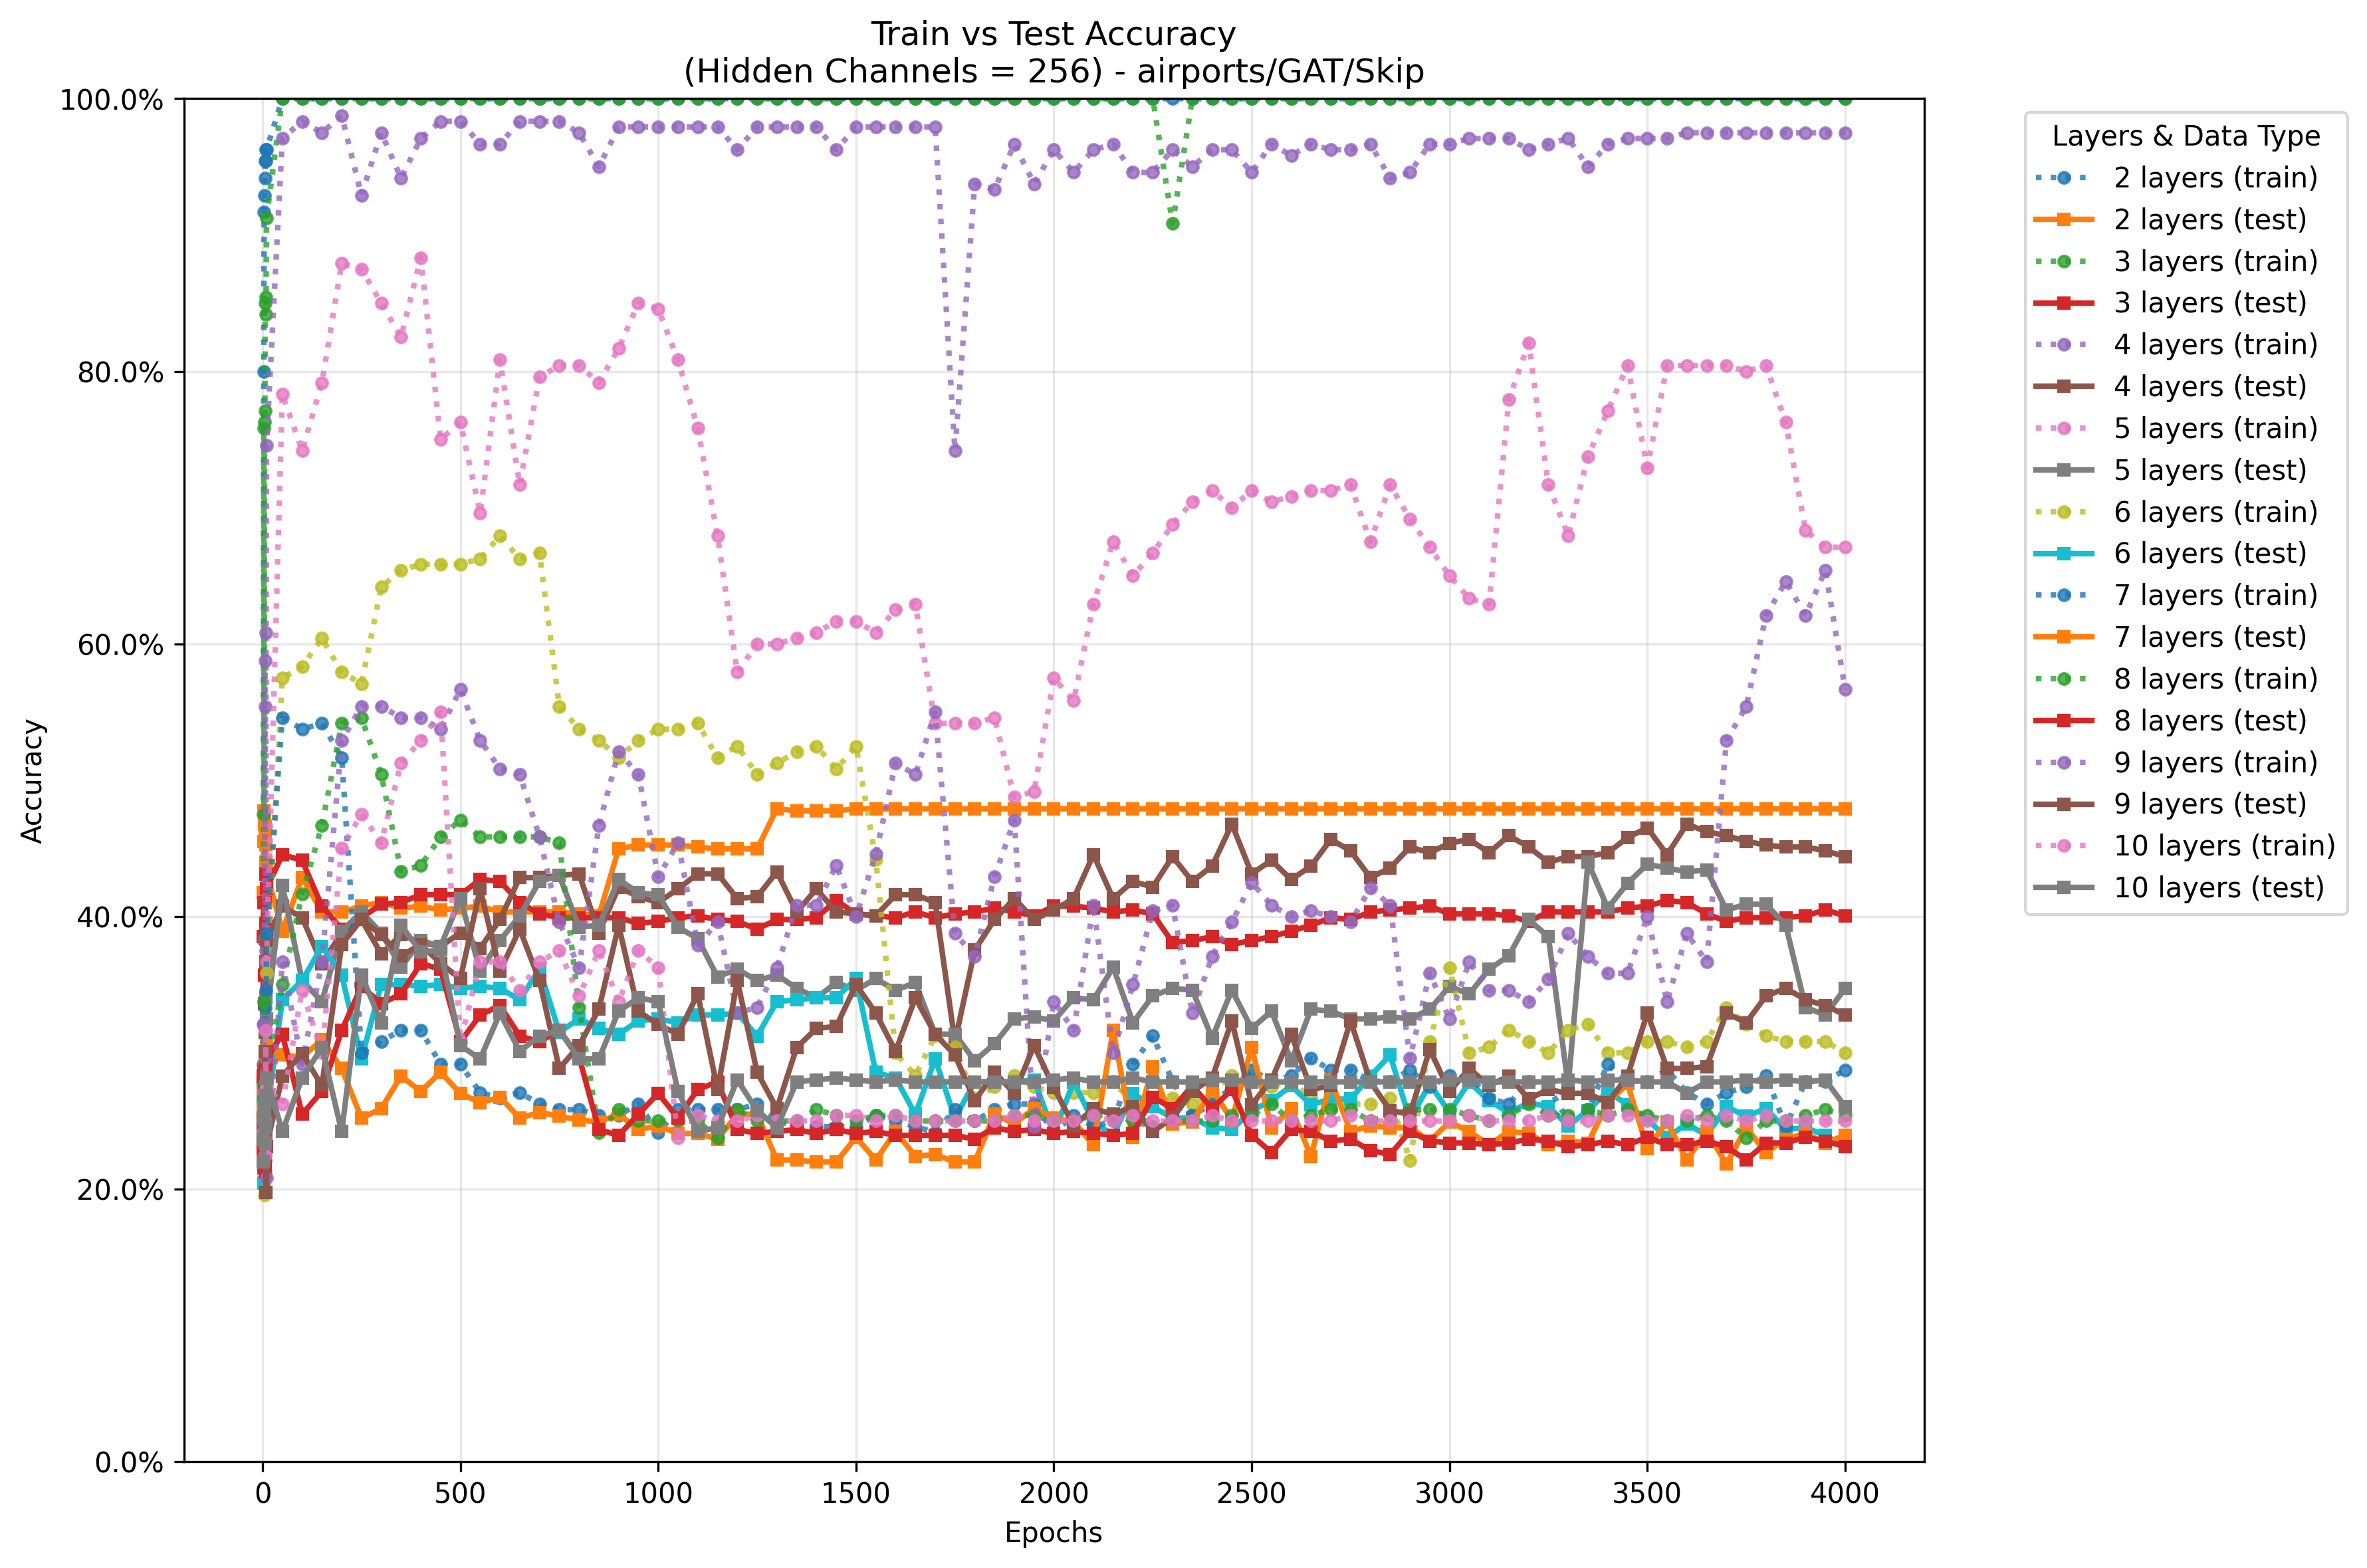 Train vs Test Accuracy
(Hidden Channels = 256) - airports/GAT/Skip
Accuracy
100.0%
80.0%
60.0%
40.0%
20.0%
0.0%
0
500
1000
1500
2000
2500
3000
3500
4000
Epochs
Layers & Data Type
2 layers (train)
2 layers (test)
3 layers (train)
3 layers (test)
4 layers (train)
4 layers (test)
5 layers (train)
5 layers (test)
6 layers (train)
6 layers (test)
7 layers (train)
7 layers (test)
8 layers (train)
8 layers (test)
9 layers (train)
9 layers (test)
10 layers (train)
10 layers (test)